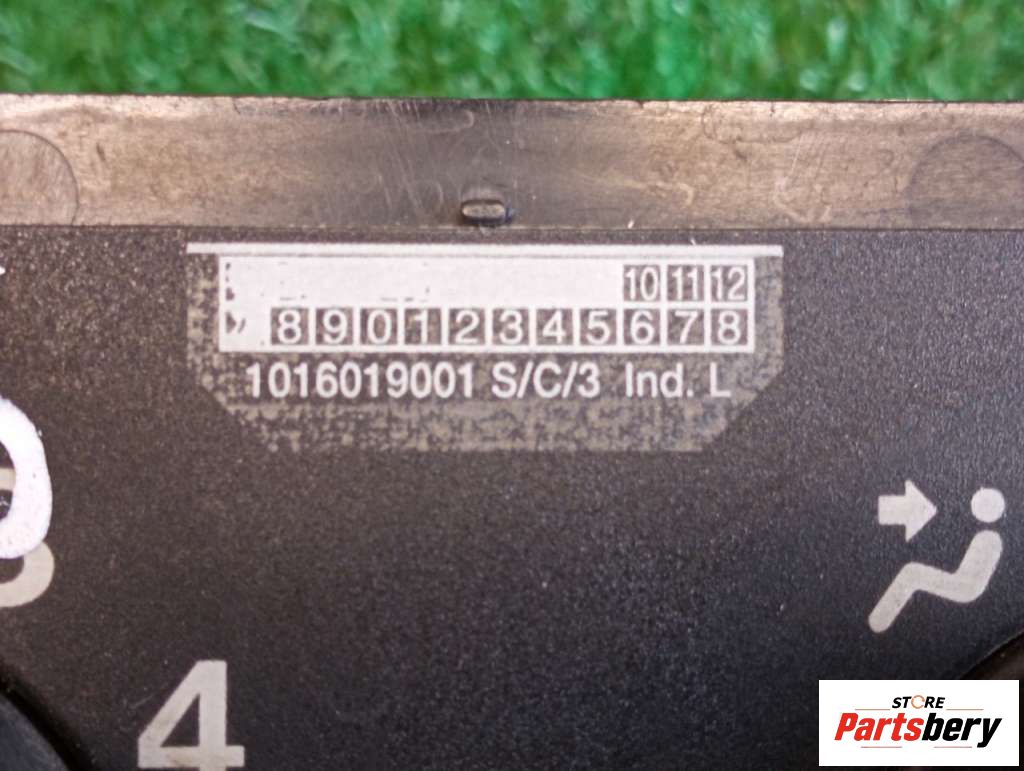 10 11 12
8 9 0 1 2 3 4 5 6 7 8
1016019001 S/C/3 Ind. L
4
STORE
Partsbery